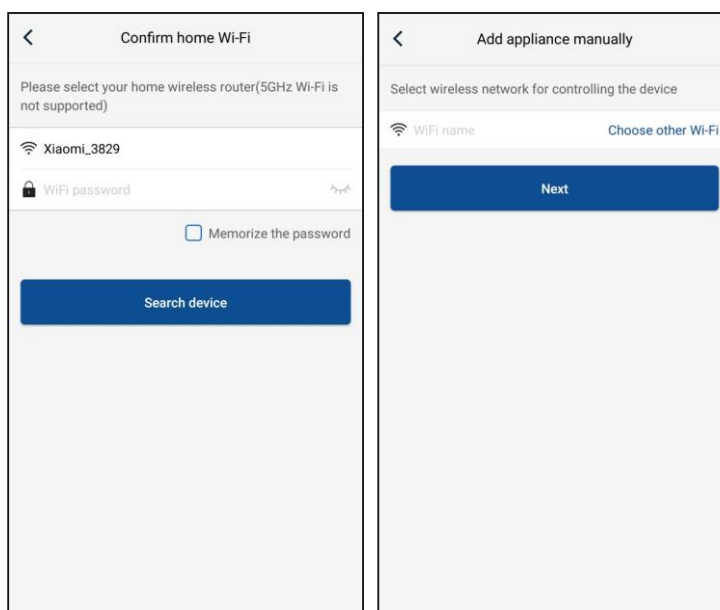 Confirm home Wi-Fi
Please select your home wireless router(5GHz Wi-Fi is
not supported)
Xiaomi_3829
WiFi password
Memorize the password
Search device
Add appliance manually
Select wireless network for controlling the device
WiFi name
Choose other Wi-Fi
Next